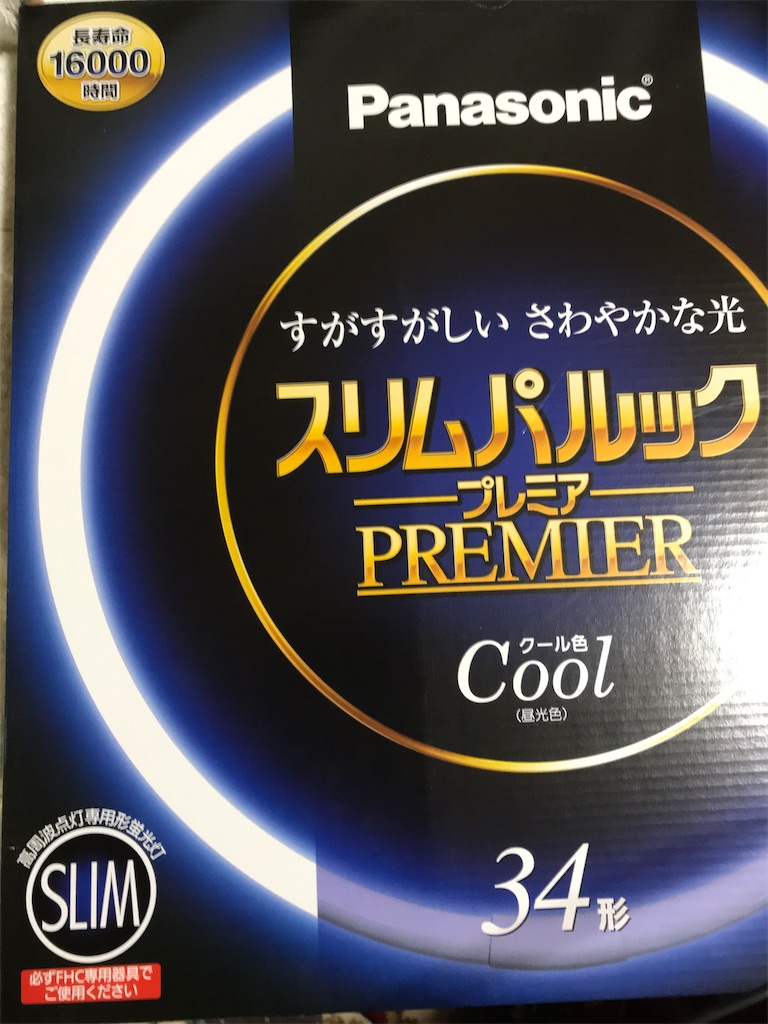 長寿命
16000
時間
Panasonic®
すがすがしい さわやかな光
スリムパルック
プレミア
PREMIER
クール色
Cool
(昼光色)
34形
高周波点灯専用形蛍光灯
SLIM
必ずFHC専用器具で
ご使用ください